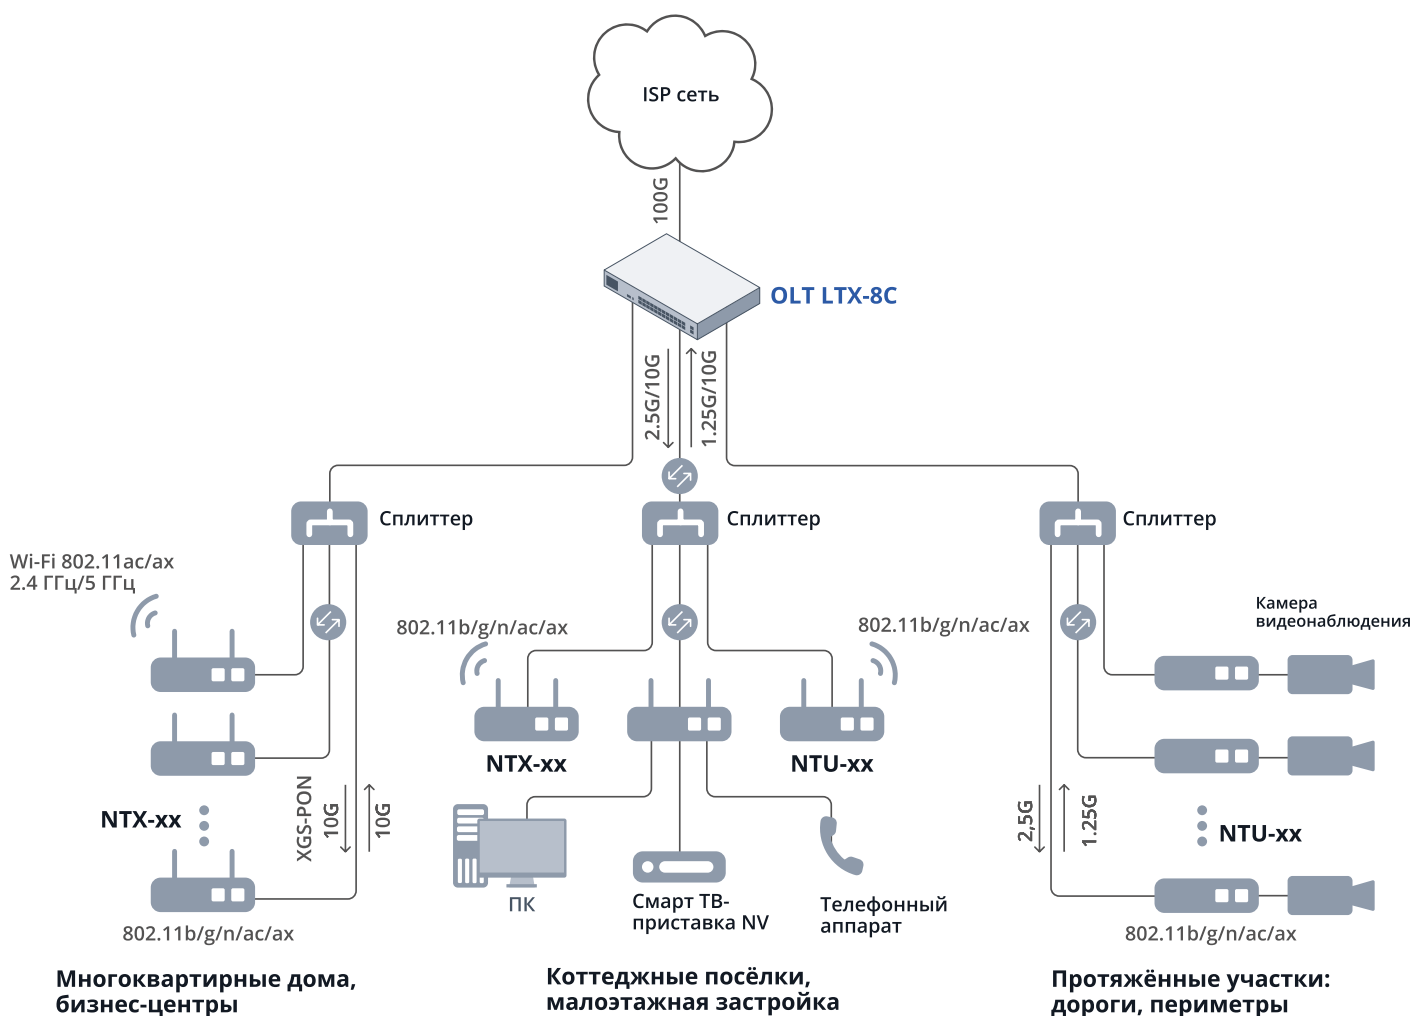 ISP сеть
100G
OLT LTX-8C
2.5G/10G
1.25G/10G
Сплиттер
Сплиттер
Сплиттер
Wi-Fi 802.11ac/ax
2.4 ГГц/5 ГГц
802.11b/g/n/ac/ax
802.11b/g/n/ac/ax
Камера
видеонаблюдения
NTX-xx
NTU-xx
NTX-xx
XGS-PON
10G
10G
2,5G
1.25G
NTU-xx
ПК
Смарт ТВ-
приставка NV
Телефонный
аппарат
802.11b/g/n/ac/ax
802.11b/g/n/ac/ax
Многоквартирные дома,
бизнес-центры
Коттеджные посёлки,
малоэтажная застройка
Протяжённые участки:
дороги, периметры